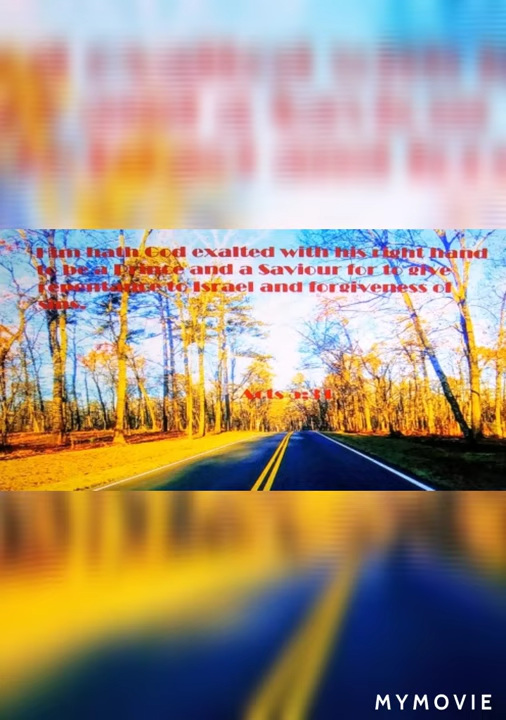 Him hath God exalted with his right hand
to be a Prince and a Saviour for to give
repentance to Israel and forgiveness of
sins.
Acts 5:31
MYMOVIE